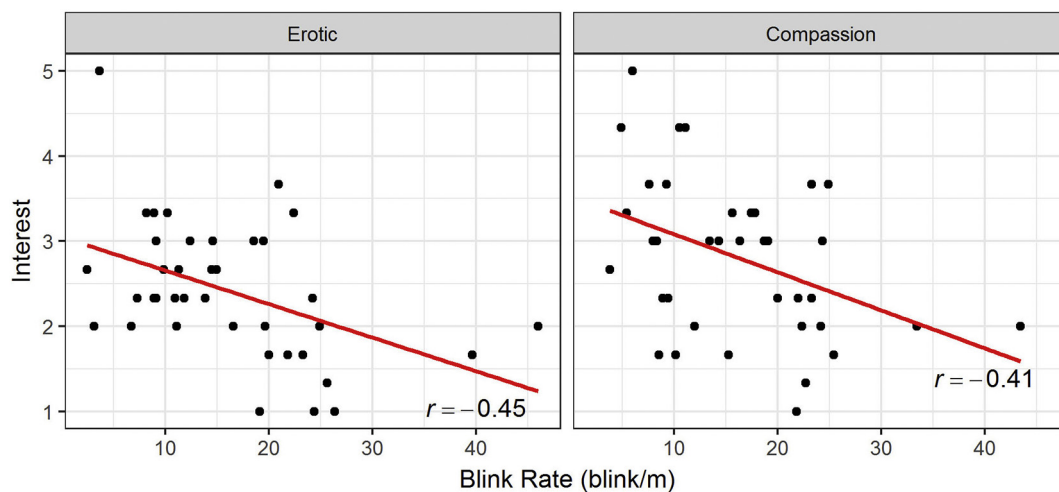 Erotic
Compassion
5
4
3
2
1
Interest
r = −0.45
r = −0.41
10 20 30 40
10 20 30 40
Blink Rate (blink/m)